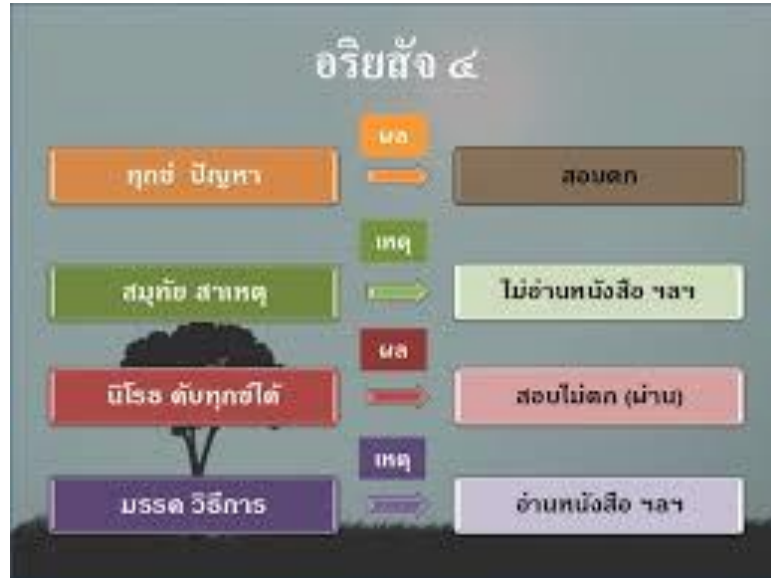 อริยสัจ ๔
ผล
ทุกข์ ปัญหา
สอบตก
เหตุ
สมุทัย สาเหตุ
ไม่อ่านหนังสือ ฯลฯ
ผล
นิโรธ ดับทุกข์ได้
สอบไม่ตก (ผ่าน)
เหตุ
มรรค วิธีการ
อ่านหนังสือ ฯลฯ